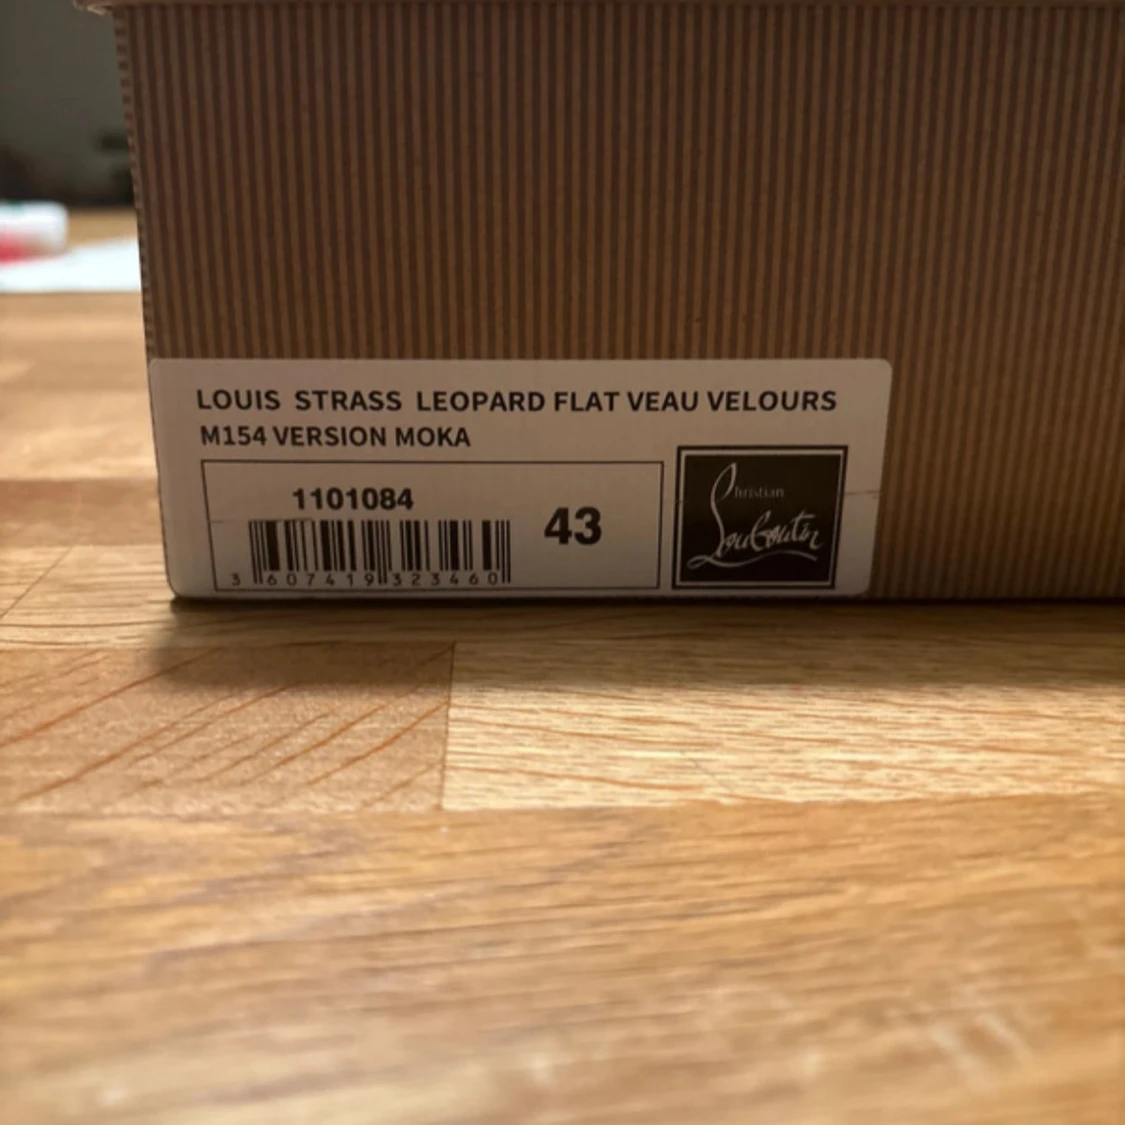 LOUIS STRASS LEOPARD FLAT VEAU VELOURS
M154 VERSION MOKA
1101084
43
3 607419 323460
Christian
Louboutin